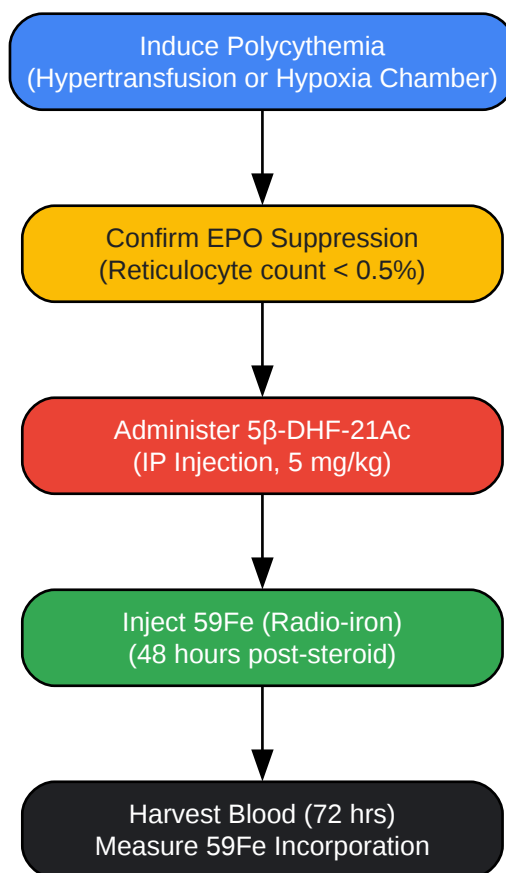 Induce Polycythemia
(Hypertransfusion or Hypoxia Chamber)
Confirm EPO Suppression
(Reticulocyte count < 0.5%)
Administer 5β-DHF-21Ac
(IP Injection, 5 mg/kg)
Inject 59Fe (Radio-iron)
(48 hours post-steroid)
Harvest Blood (72 hrs)
Measure 59Fe Incorporation